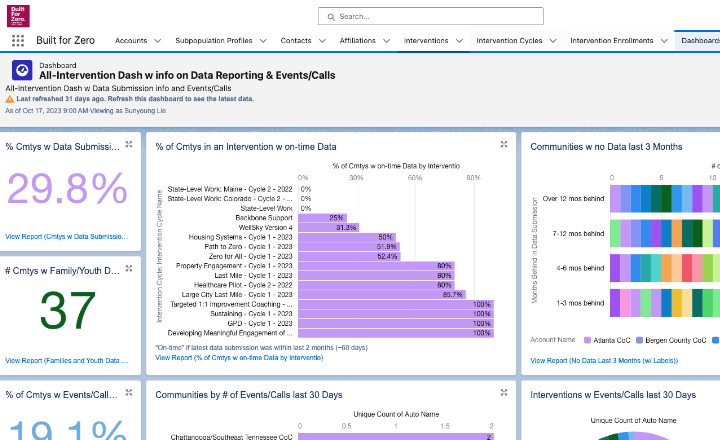 Built For Zero.
Search...
Built for Zero
Accounts
Subpopulation Profiles
Contacts
Affiliations
Interventions
Intervention Cycles
Intervention Enrollments
Dashboards
Dashboard
All-Intervention Dash w info on Data Reporting & Events/Calls
All-Intervention Dash w Data Submission info and Events/Calls
Last refreshed 31 days ago. Refresh this dashboard to see the latest data.
As of Oct 17, 2023 9:00 AM·Viewing as Sunyoung Lie
% Cmtys w Data Submissi...
29.8%
View Report (Cmtys w Data Submissio...
# Cmtys w Family/Youth D...
37
View Report (Families and Youth Data ...
% of Cmtys w Events/Call...
19.1%
% of Cmtys in an Intervention w on-time Data
% of Cmtys w on-time Data by Interventio
0%
30%
60%
90%
Intervention Cycle: Intervention Cycle Name
State-Level Work: Maine - Cycle 2 - 2022 0%
State-Level Work: Colorado - Cycle 2 - ... 0%
State-Level Work 0%
Backbone Support 25%
WellSky Version 4 31.3%
Housing Systems - Cycle 1 - 2023 50%
Path to Zero - Cycle 1 - 2023 51.9%
Zero for All - Cycle 1 - 2023 52.4%
Property Engagement - Cycle 1 - 2023 80%
Last Mile - Cycle 1 - 2023 80%
Healthcare Pilot - Cycle 2 - 2022 80%
Large City Last Mile - Cycle 1 - 2023 85.7%
Targeted 1:1 Improvement Coaching - ... 100%
Sustaining - Cycle 1 - 2023 100%
GPD - Cycle 1 - 2023 100%
Developing Meaningful Engagement of ... 100%
"On-time" if latest data submission was within last 2 months (~60 days)
View Report (% of Cmtys w on-time Data by Interventio)
Communities by # of Events/Calls last 30 Days
Unique Count of Auto Name
0
0.5
1
1.5
2
Chattanooga/Southeast Tennessee CoC
2
Communities w no Data last 3 Months
# c
0
5
10
Months Behind in Data Submission
Over 12 mos behind
7-12 mos behind
4-6 mos behind
1-3 mos behind
Account Name
Atlanta CoC
Bergen County CoC
View Report (No Data Last 3 Months (w/ Labels))
Interventions w Events/Calls last 30 Days
Unique Count of Auto Name